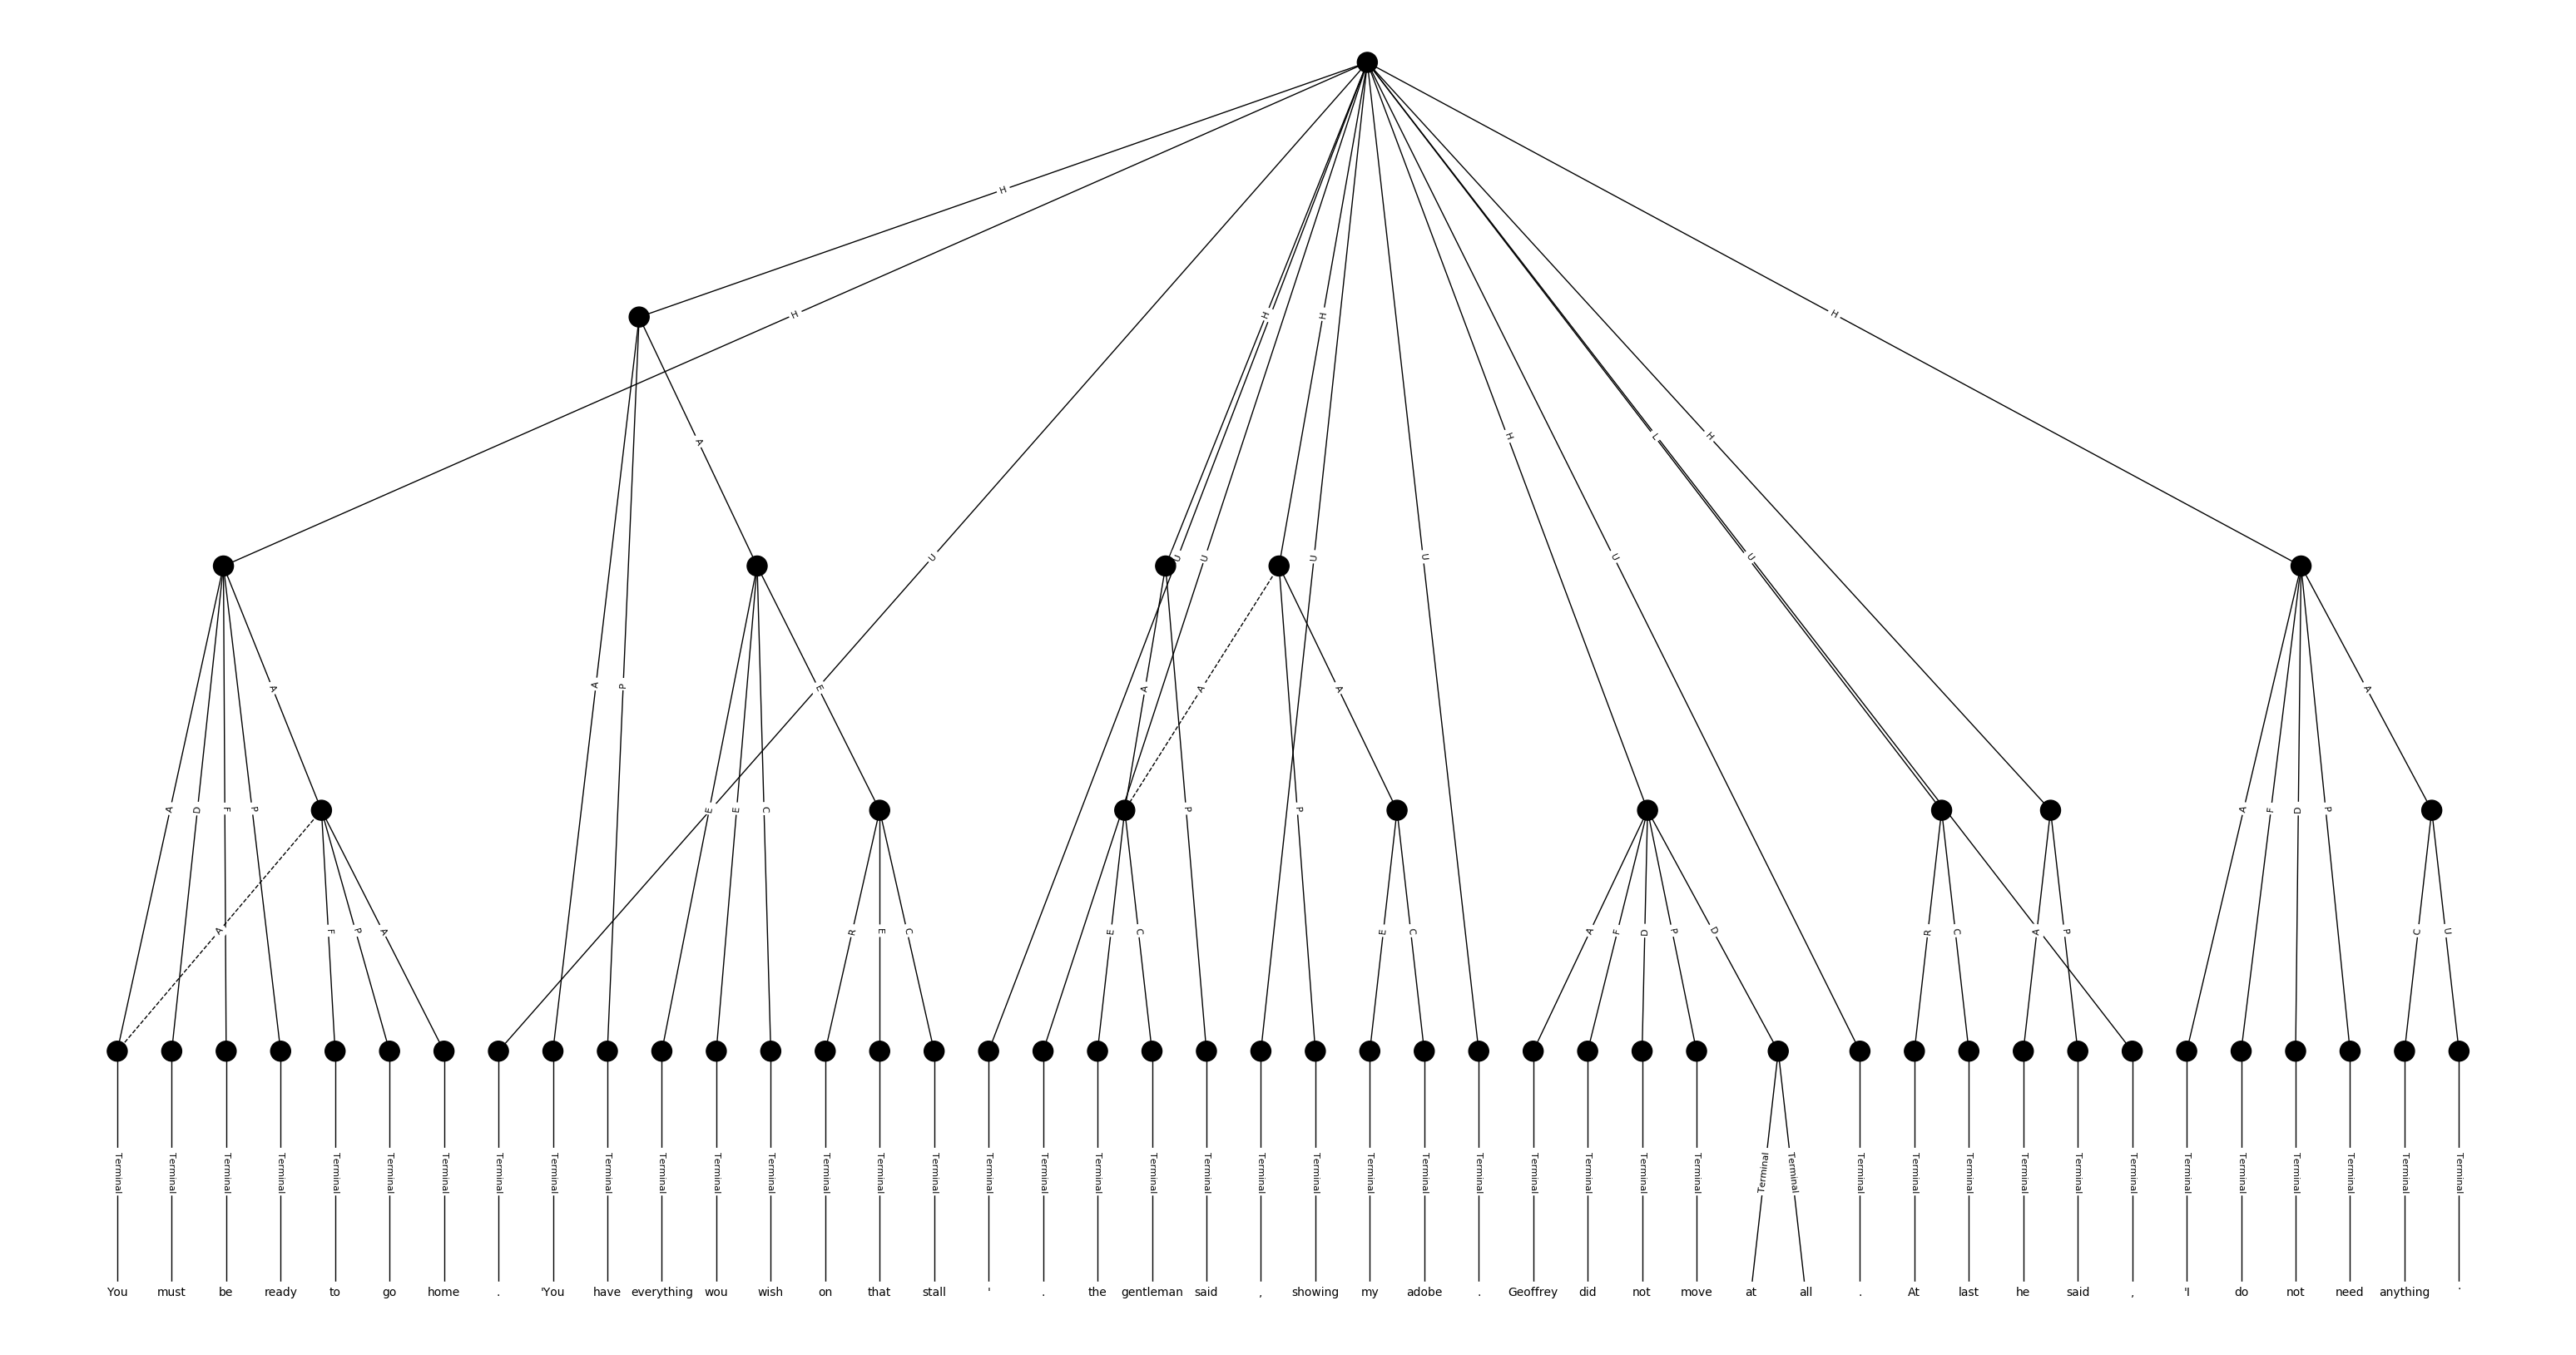 H
H
H
H
H
A
H
L
H
U
U
U
U
U
U
U
A
P
E
A
A
A
A
A
D
F
P
E
E
C
P
P
A
F
D
P
A
F
P
A
R
E
C
E
C
E
C
A
F
D
P
D
R
C
A
P
C
U
Terminal Terminal Terminal Terminal Terminal Terminal Terminal Terminal Terminal Terminal Terminal Terminal Terminal Terminal Terminal Terminal Terminal Terminal Terminal Terminal Terminal Terminal Terminal Terminal Terminal Terminal Terminal Terminal Terminal Terminal Terminal Terminal Terminal Terminal Terminal Terminal Terminal Terminal Terminal Terminal Terminal Terminal Terminal Terminal
You must be ready to go home . 'You have everything wou wish on that stall ' . the gentleman said , showing my adobe . Geoffrey did not move at all . At last he said , 'I do not need anything .